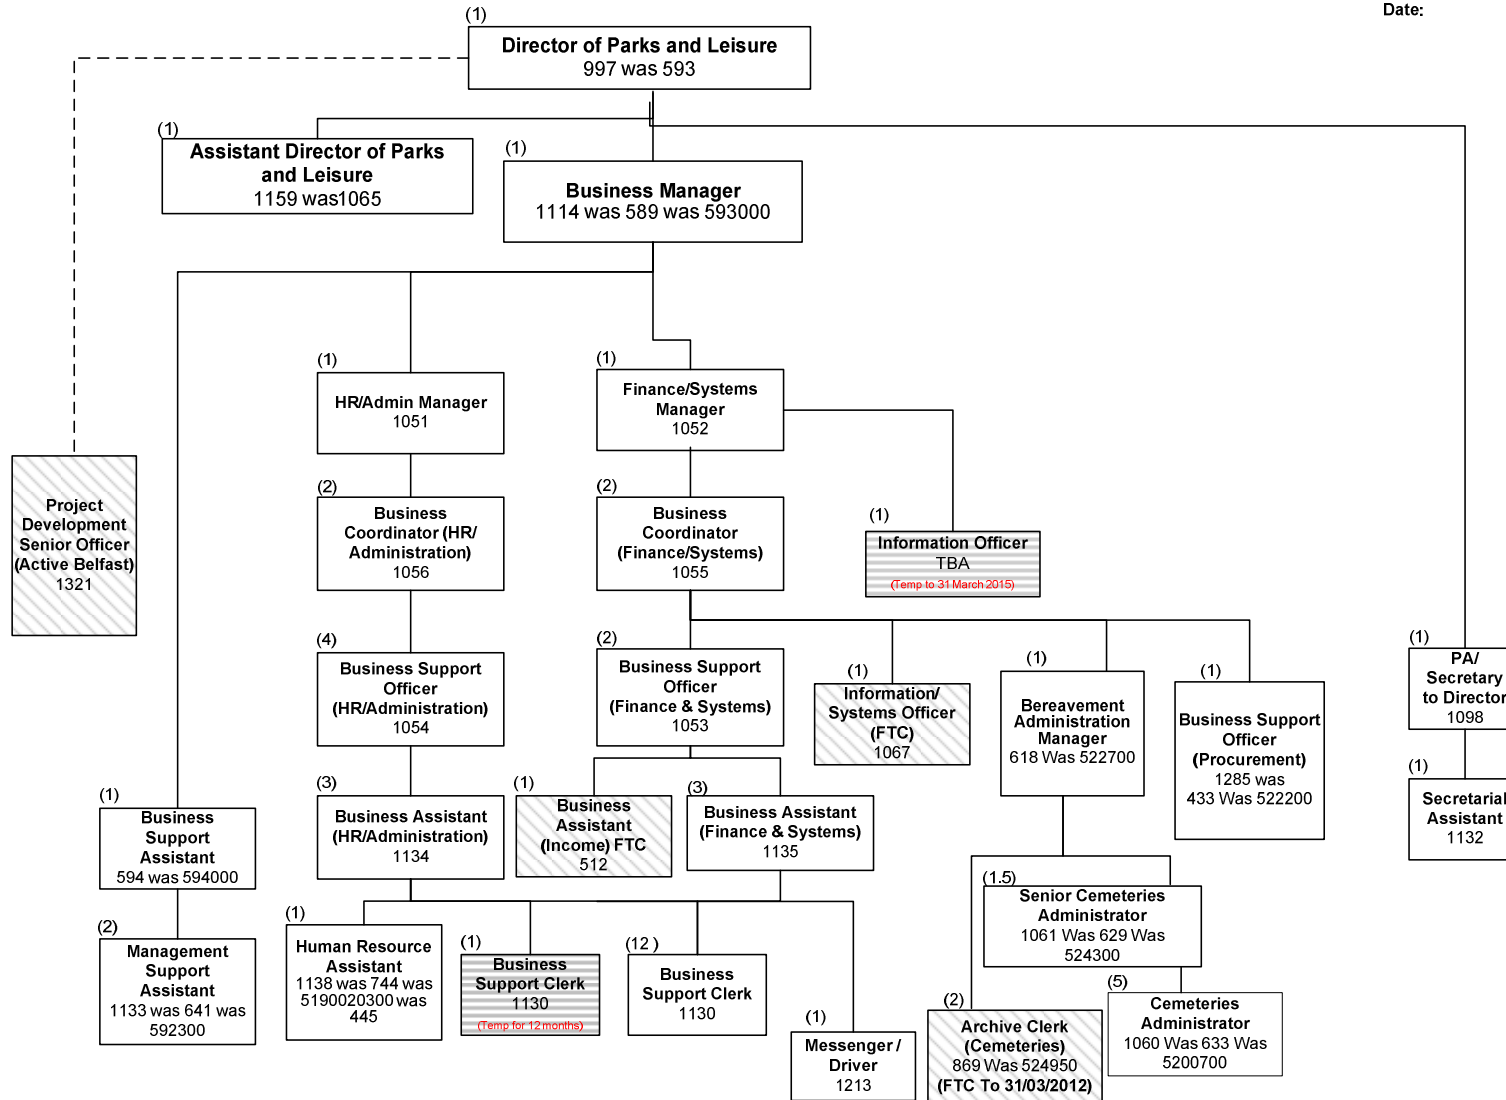 Date:
(1)
Director of Parks and Leisure
997 was 593
(1)
Assistant Director of Parks
and Leisure
1159 was1065
(1)
Business Manager
1114 was 589 was 593000
(1)
HR/Admin Manager
1051
(1)
Finance/Systems
Manager
1052
Project
Development
Senior Officer
(Active Belfast)
1321
(2)
Business
Coordinator (HR/
Administration)
1056
(2)
Business
Coordinator
(Finance/Systems)
1055
(1)
Information Officer
TBA
(Temp to 31 March 2015)
(4)
Business Support
Officer
(HR/Administration)
1054
(2)
Business Support
Officer
(Finance & Systems)
1053
(1)
Information/
Systems Officer
(FTC)
1067
(1)
Bereavement
Administration
Manager
618 Was 522700
(1)
Business Support
Officer
(Procurement)
1285 was
433 Was 522200
(1)
PA/
Secretary
to Director
1098
(1)
Secretarial
Assistant
1132
(1)
Business
Support
Assistant
594 was 594000
(3)
Business Assistant
(HR/Administration)
1134
(1)
Business
Assistant
(Income) FTC
512
(3)
Business Assistant
(Finance & Systems)
1135
(2)
Management
Support
Assistant
1133 was 641 was
592300
(1)
Human Resource
Assistant
1138 was 744 was
5190020300 was
445
(1)
Business
Support Clerk
1130
(Temp for 12 months)
(12 )
Business
Support Clerk
1130
(1)
Messenger /
Driver
1213
(1.5)
Senior Cemeteries
Administrator
1061 Was 629 Was
524300
(2)
Archive Clerk
(Cemeteries)
869 Was 524950
(FTC To 31/03/2012)
(5)
Cemeteries
Administrator
1060 Was 633 Was
5200700